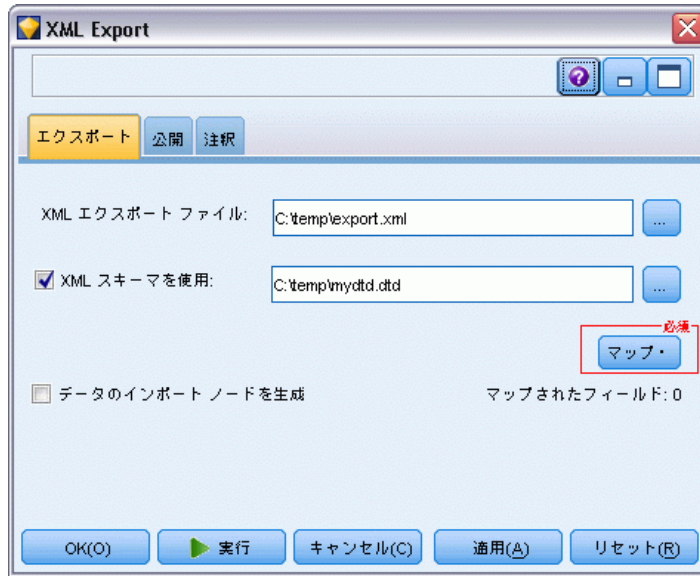 XML Export
エクスポート 公開 注釈
XML エクスポート ファイル: C:\temp\export.xml ...
XML スキーマを使用: C:\temp\mydtd.dtd ...
必須
マップ・
データのインポート ノードを生成 マップされたフィールド: 0
OK(O) 実行 キャンセル(C) 適用(A) リセット(R)